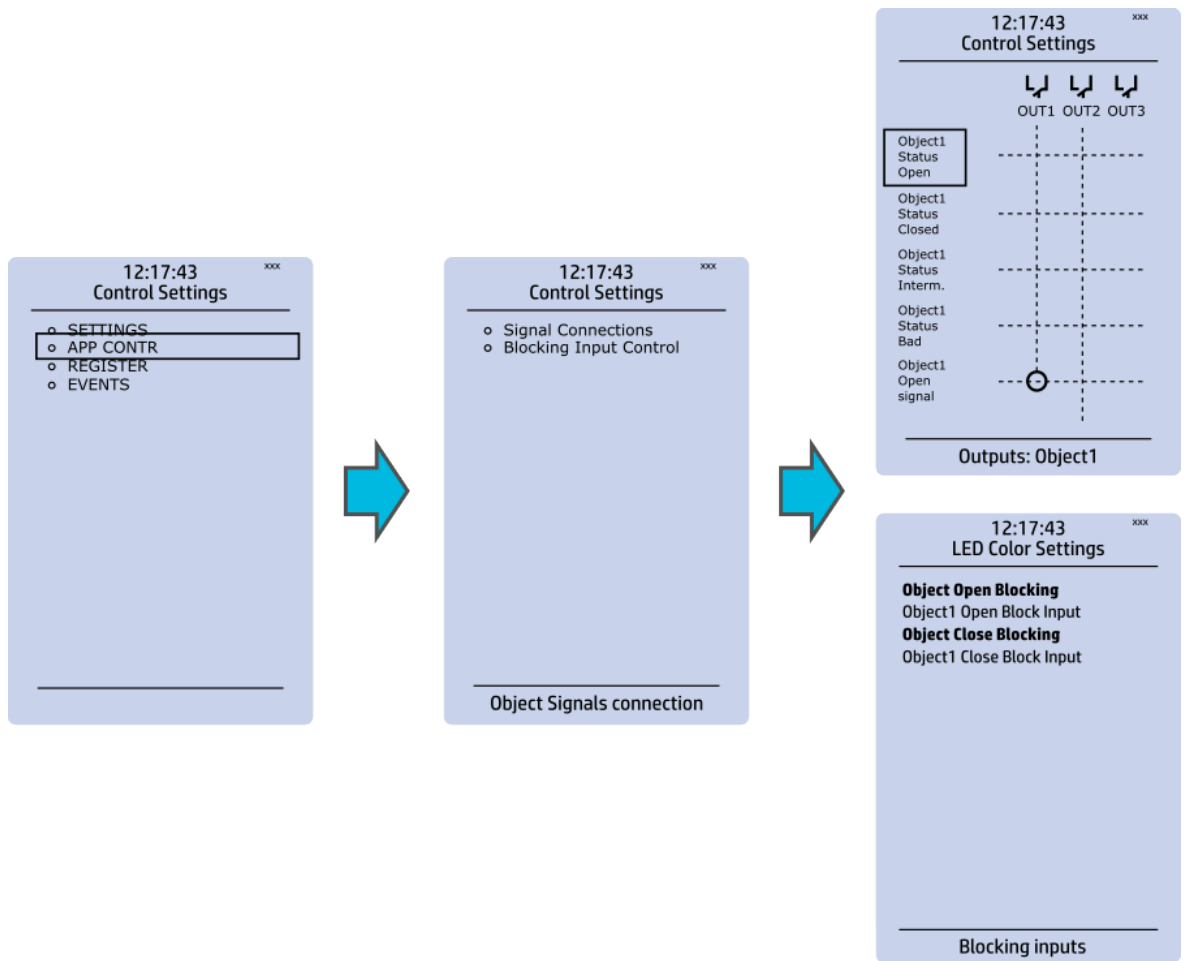 12:17:43 xxx
Control Settings
SETTINGS
APP CONTR
REGISTER
EVENTS
12:17:43 xxx
Control Settings
Signal Connections
Blocking Input Control
Object Signals connection
12:17:43 xxx
Control Settings
OUT1 OUT2 OUT3
Object1
Status
Open
Object1
Status
Closed
Object1
Status
Interm.
Object1
Status
Bad
Object1
Open
signal
Outputs: Object1
12:17:43 xxx
LED Color Settings
Object Open Blocking
Object1 Open Block Input
Object Close Blocking
Object1 Close Block Input
Blocking inputs